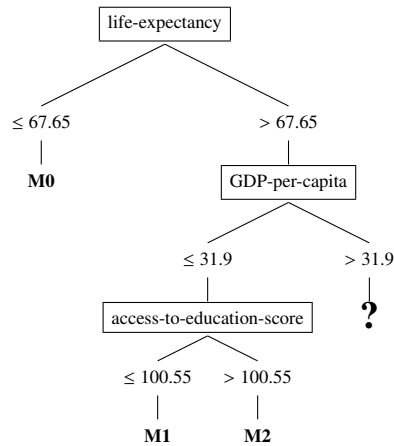 life-expectancy
≤ 67.65 > 67.65
M0 GDP-per-capita
≤ 31.9 > 31.9
access-to-education-score ?
≤ 100.55 > 100.55
M1 M2